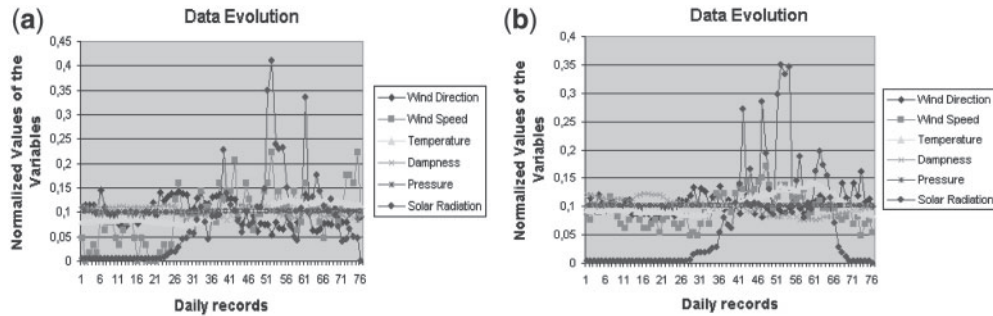 (a)
Data Evolution
Normalized Values of the
Variables
0,45
0,4
0,35
0,3
0,25
0,2
0,15
0,1
0,05
0
1 6 11 16 21 26 31 36 41 46 51 56 61 66 71 76
Daily records
Wind Direction
Wind Speed
Temperature
Dampness
Pressure
Solar Radiation
(b)
Data Evolution
Normalized Values of the
Variables
0,4
0,35
0,3
0,25
0,2
0,15
0,1
0,05
0
1 6 11 16 21 26 31 36 41 46 51 56 61 66 71 76
Daily records
Wind Direction
Wind Speed
Temperature
Dampness
Pressure
Solar Radiation